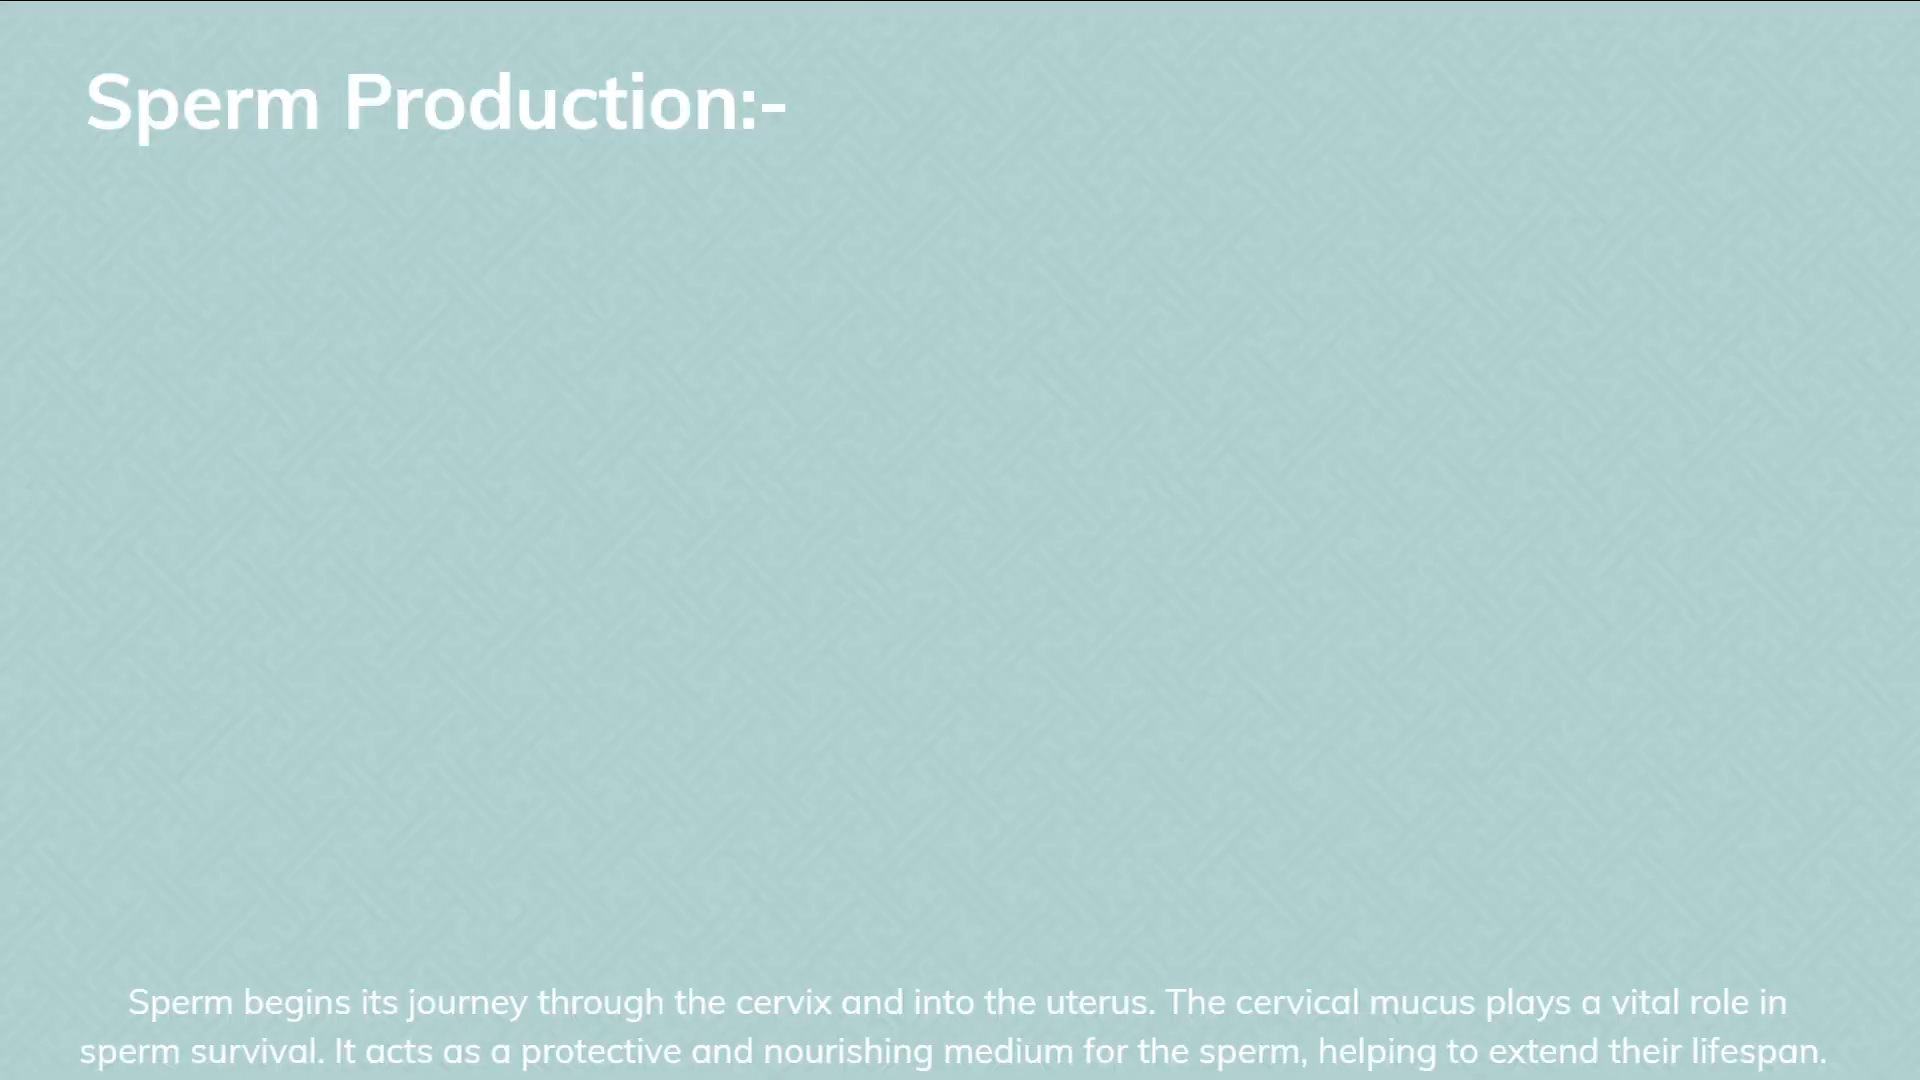 Sperm Production:-
Sperm begins its journey through the cervix and into the uterus. The cervical mucus plays a vital role in
sperm survival. It acts as a protective and nourishing medium for the sperm, helping to extend their lifespan.